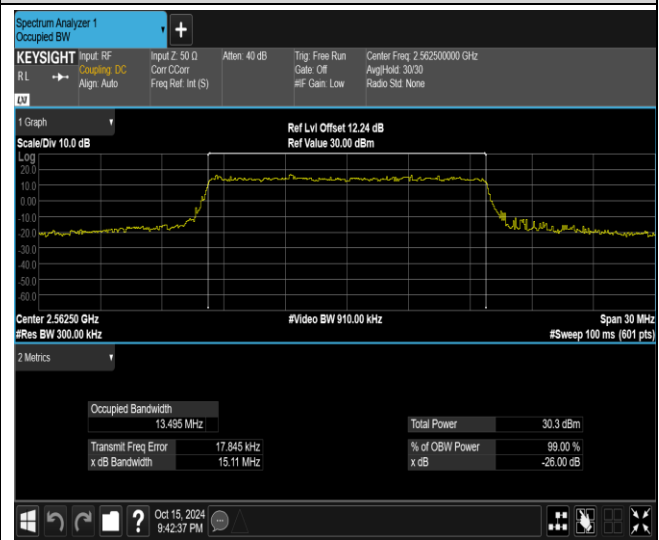 Spectrum Analyzer 1
Occupied BW
+
KEYSIGHT Input: RF Input Z: 50 Ω Atten: 40 dB Trig: Free Run Center Freq: 2.562500000 GHz
RL Coupling: DC Corr CCorr Gate: Off Avg|Hold: 30/30
Align: Auto Freq Ref: Int (S) #IF Gain: Low Radio Std: None
LXI
1 Graph Ref Lvl Offset 12.24 dB
Scale/Div 10.0 dB Ref Value 30.00 dBm
Log
20.0
10.0
0.00
-10.0
-20.0
-30.0
-40.0
-50.0
-60.0
Center 2.56250 GHz #Video BW 910.00 kHz Span 30 MHz
#Res BW 300.00 kHz #Sweep 100 ms (601 pts)
2 Metrics
Occupied Bandwidth
13.495 MHz Total Power 30.3 dBm
Transmit Freq Error 17.845 kHz % of OBW Power 99.00 %
x dB Bandwidth 15.11 MHz x dB -26.00 dB
? Oct 15, 2024
9:42:37 PM